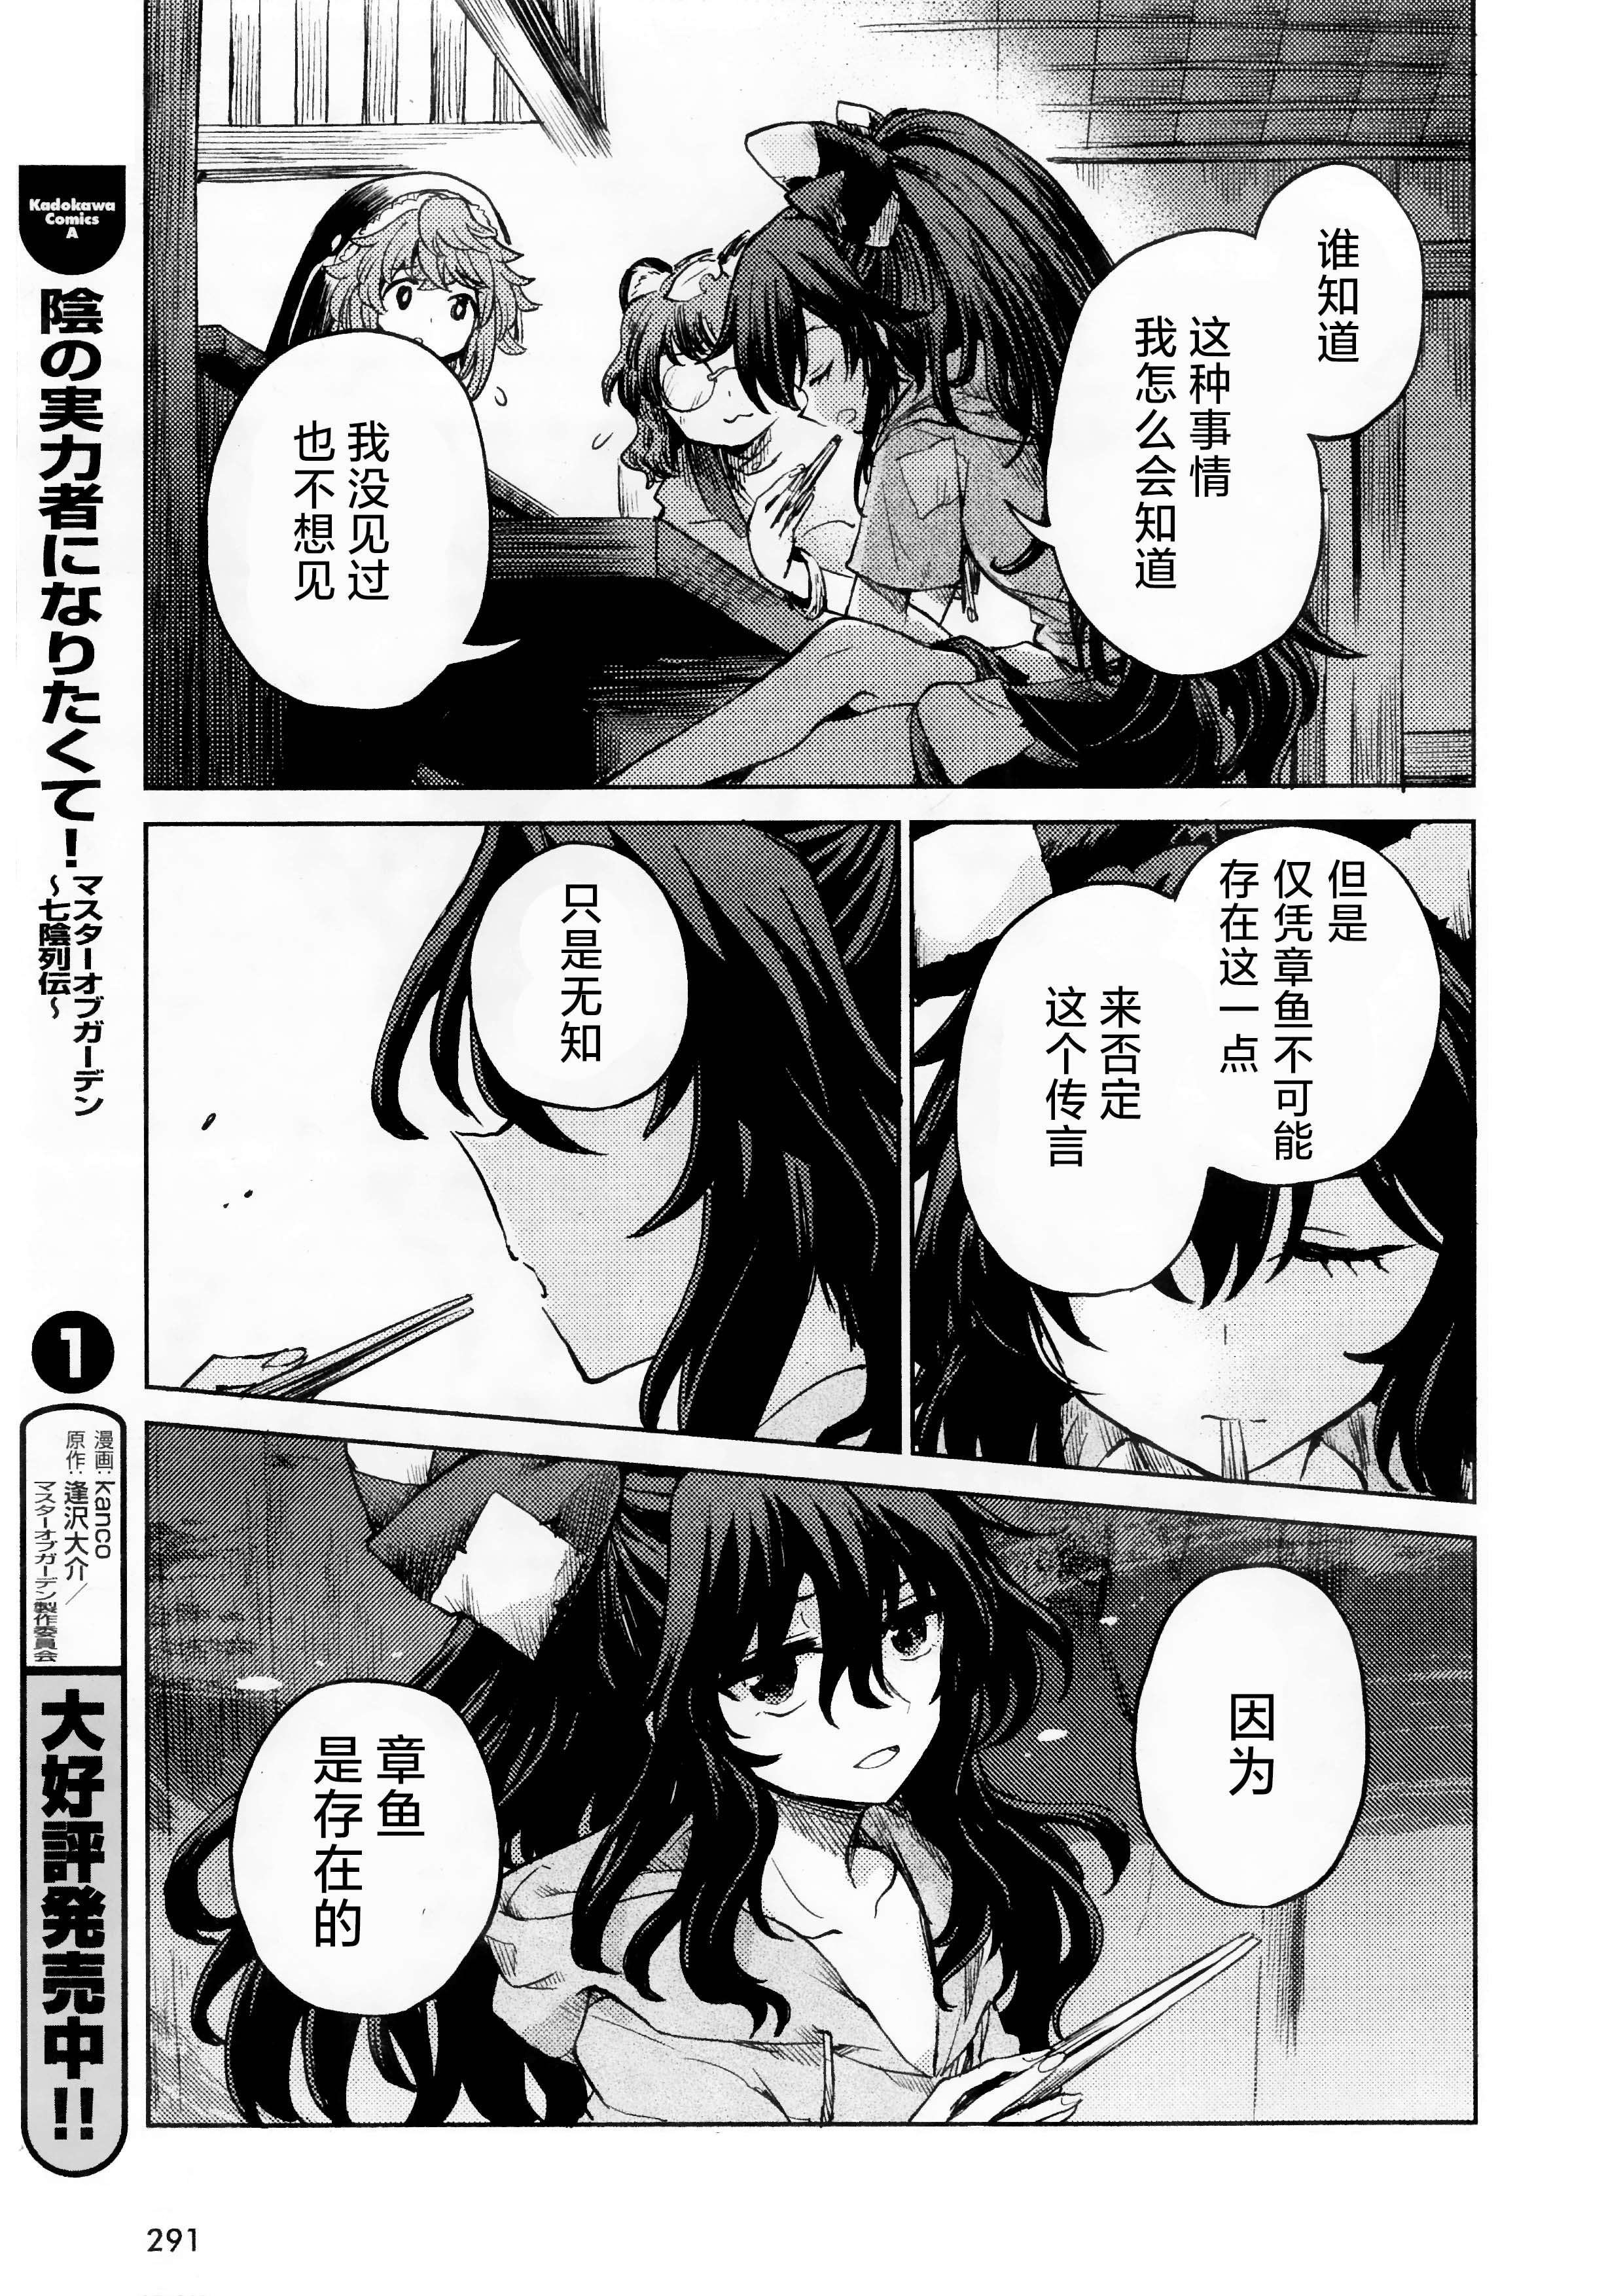 谁知道
这种事情
我怎么会知道
我没见过
也不想见
但是
仅凭章鱼不可能
存在这一点
来否定
这个传言
只是无知
因为
章鱼
是存在的
Kadokawa
Comics
A
陰の実力者になりたくて!
マスターオブガーデン
~七陰列伝~
1
漫画:kanco
原作:逢沢大介/
マスターオブガーデン製作委員会
大好評発売中!!
291